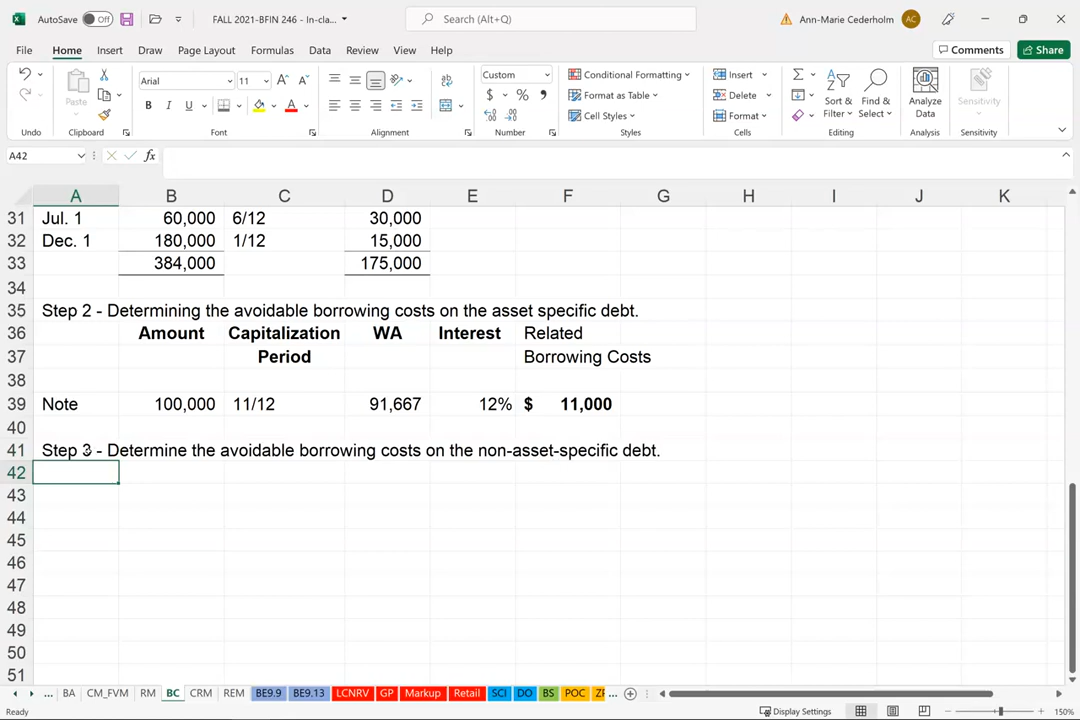 AutoSave Off FALL 2021-BFIN 246 - In-cla... Search (Alt+Q) Ann-Marie Cederholm AC
File Home Insert Draw Page Layout Formulas Data Review View Help Comments Share
Arial 11 Custom Conditional Formatting Insert
Paste Format as Table Delete Sort & Filter Find & Select Analyze Data Sensitivity
B I U A $ % , Cell Styles Format
Undo Clipboard Font Alignment Number Styles Cells Editing Analysis Sensitivity
A42 fx
A B C D E F G H I J K
31 Jul. 1 60,000 6/12 30,000
32 Dec. 1 180,000 1/12 15,000
33 384,000 175,000
34
35 Step 2 - Determining the avoidable borrowing costs on the asset specific debt.
36 Amount Capitalization WA Interest Related
37 Period Borrowing Costs
38
39 Note 100,000 11/12 91,667 12% $ 11,000
40
41 Step 3 - Determine the avoidable borrowing costs on the non-asset-specific debt.
42
43
44
45
46
47
48
49
50
51
... BA CM_FVM RM BC CRM REM BE9.9 BE9.13 LCNRV GP Markup Retail SCI DO BS POC ZF ...
Ready Display Settings 150%